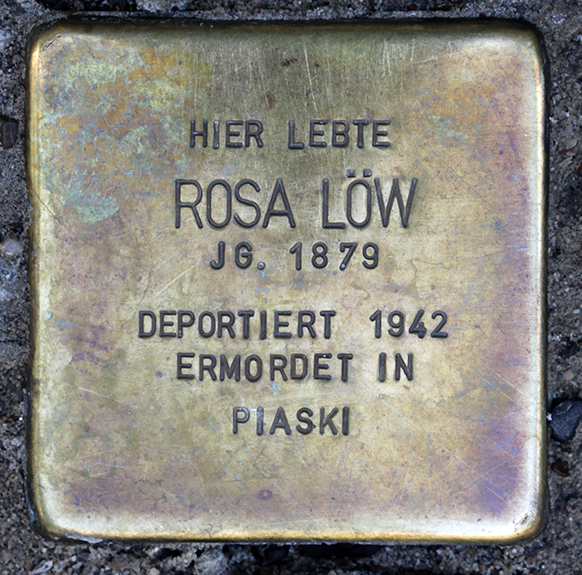 HIER LEBTE
ROSA LÖW
JG. 1879
DEPORTIERT 1942
ERMORDET IN
PIASKI